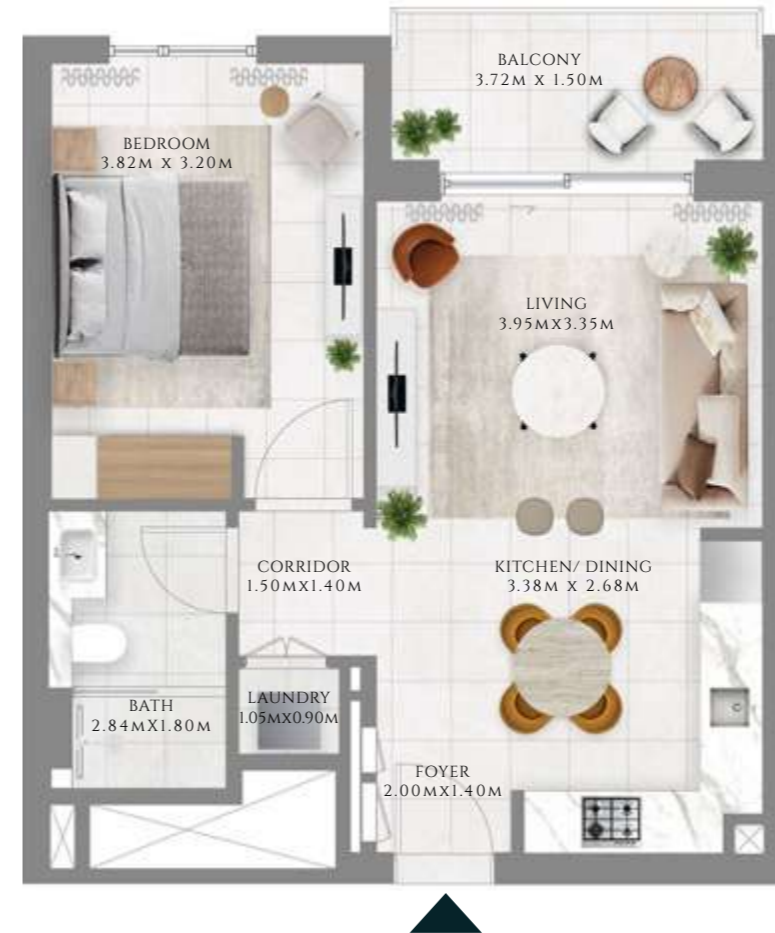 BALCONY
3.72M X 1.50M
BEDROOM
3.82M X 3.20M
LIVING
3.95MX3.35M
CORRIDOR
1.50MX1.40M
KITCHEN/ DINING
3.38M X 2.68M
BATH
2.84MX1.80M
LAUNDRY
1.05MX0.90M
FOYER
2.00MX1.40M